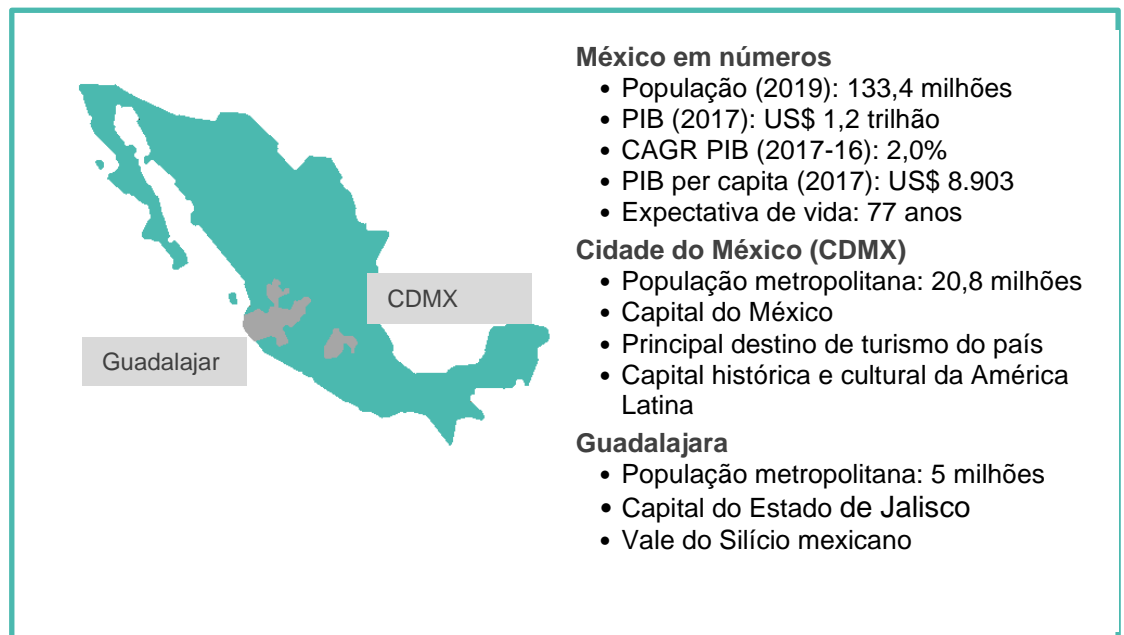 México em números
• População (2019): 133,4 milhões
• PIB (2017): US$ 1,2 trilhão
• CAGR PIB (2017-16): 2,0%
• PIB per capita (2017): US$ 8.903
• Expectativa de vida: 77 anos
Cidade do México (CDMX)
• População metropolitana: 20,8 milhões
• Capital do México
• Principal destino de turismo do país
• Capital histórica e cultural da América
Latina
Guadalajara
• População metropolitana: 5 milhões
• Capital do Estado de Jalisco
• Vale do Silício mexicano
CDMX
Guadalajar